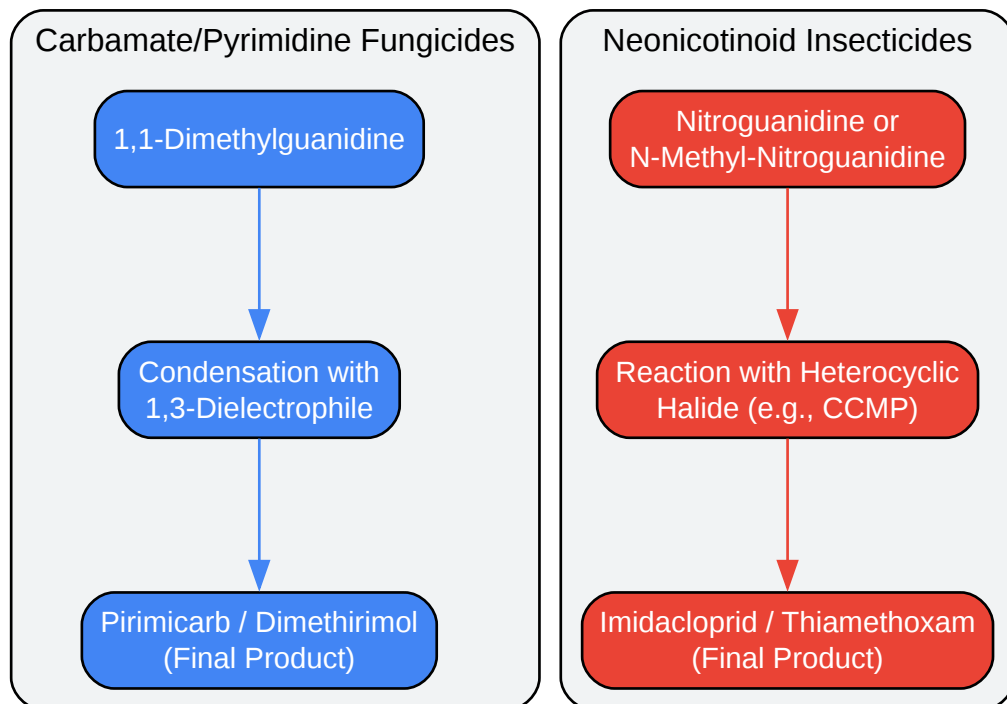 Carbamate/Pyrimidine Fungicides
1,1-Dimethylguanidine
Condensation with
1,3-Dielectrophile
Pirimicarb / Dimethirimol
(Final Product)
Neonicotinoid Insecticides
Nitroguanidine or
N-Methyl-Nitroguanidine
Reaction with Heterocyclic
Halide (e.g., CCMP)
Imidacloprid / Thiamethoxam
(Final Product)